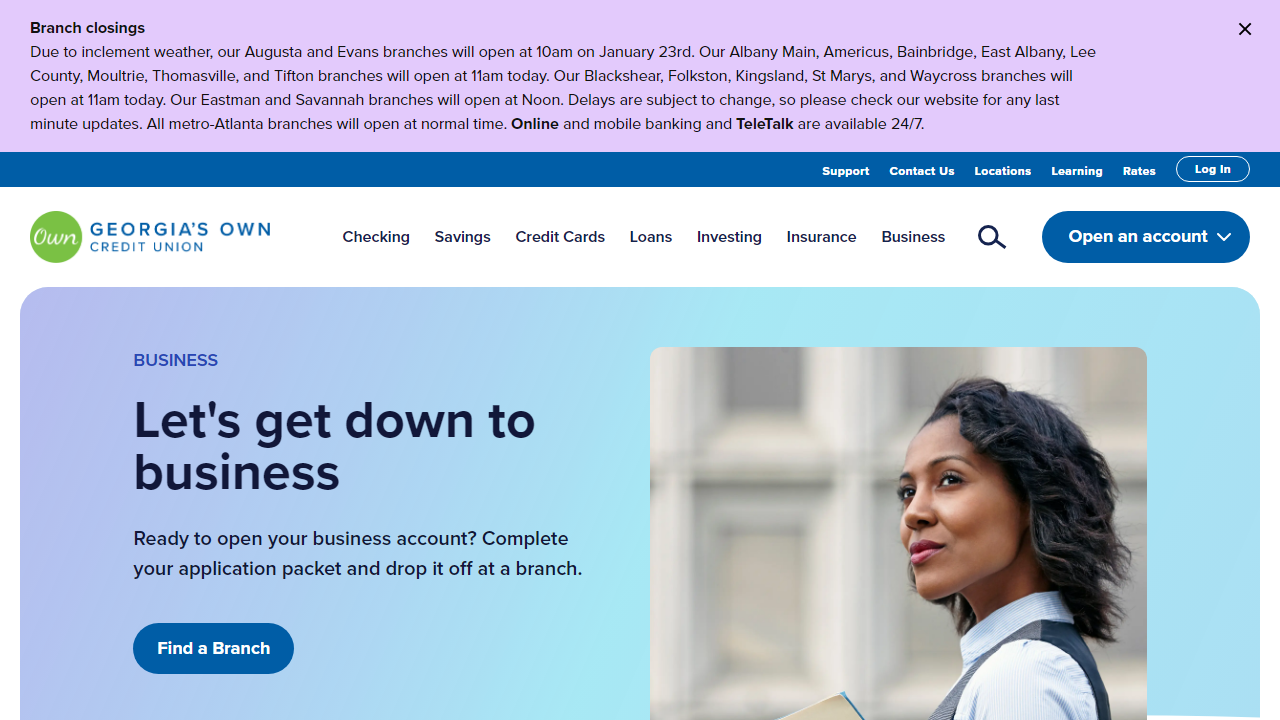 Branch closings
Due to inclement weather, our Augusta and Evans branches will open at 10am on January 23rd. Our Albany Main, Americus, Bainbridge, East Albany, Lee
County, Moultrie, Thomasville, and Tifton branches will open at 11am today. Our Blackshear, Folkston, Kingsland, St Marys, and Waycross branches will
open at 11am today. Our Eastman and Savannah branches will open at Noon. Delays are subject to change, so please check our website for any last
minute updates. All metro-Atlanta branches will open at normal time. Online and mobile banking and TeleTalk are available 24/7.
Support Contact Us Locations Learning Rates Log In
Own GEORGIA'S OWN
CREDIT UNION
Checking Savings Credit Cards Loans Investing Insurance Business Open an account
BUSINESS
Let's get down to
business
Ready to open your business account? Complete
your application packet and drop it off at a branch.
Find a Branch